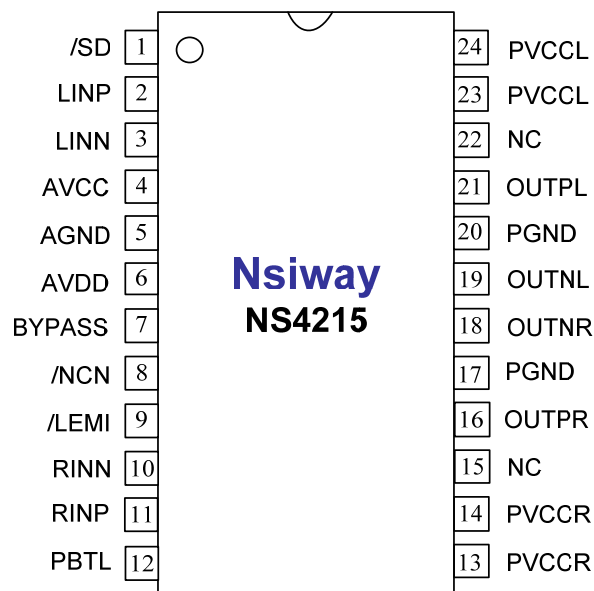 /SD 1 24 PVCCL
LINP 2 23 PVCCL
LINN 3 22 NC
AVCC 4 21 OUTPL
AGND 5 20 PGND
AVDD 6 19 OUTNL
BYPASS 7 18 OUTNR
/NCN 8 17 PGND
/LEMI 9 16 OUTPR
RINN 10 15 NC
RINP 11 14 PVCCR
PBTL 12 13 PVCCR
Nsiway
NS4215